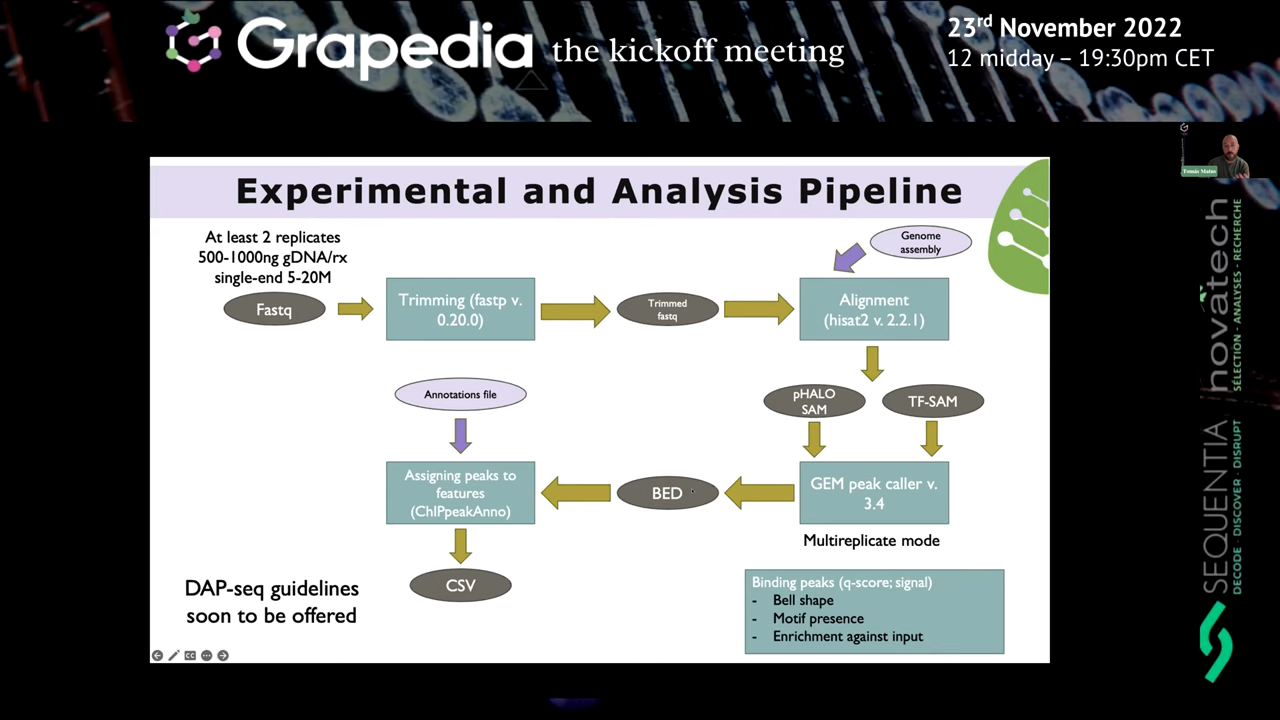 Grapedia the kickoff meeting
23rd November 2022
12 midday – 19:30pm CET
Tomás Matus
Experimental and Analysis Pipeline
At least 2 replicates
500-1000ng gDNA/rx
single-end 5-20M
Fastq
Trimming (fastp v.
0.20.0)
Trimmed
fastq
Genome
assembly
Alignment
(hisat2 v. 2.2.1)
pHALO
SAM
TF-SAM
GEM peak caller v.
3.4
Multireplicate mode
BED
Annotations file
Assigning peaks to
features
(ChIPpeakAnno)
CSV
DAP-seq guidelines
soon to be offered
Binding peaks (q-score; signal)
- Bell shape
- Motif presence
- Enrichment against input
novatech
SÉLECTION - ANALYSES - RECHERCHE
SEQUENTIA
DECODE · DISCOVER · DISRUPT